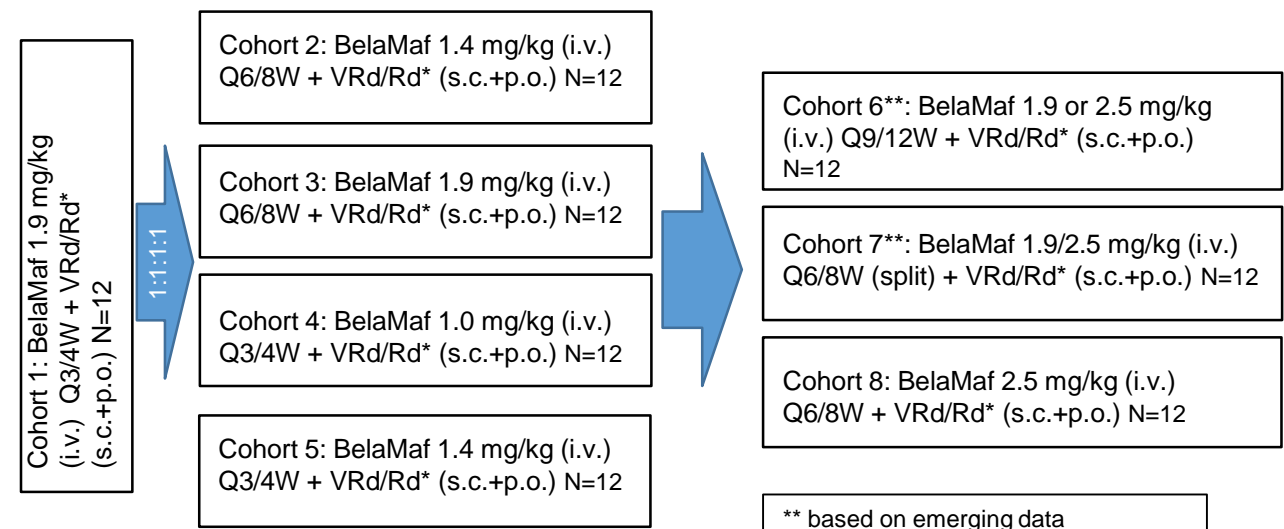 Cohort 1: BelaMaf 1.9 mg/kg
(i.v.) Q3/4W + VRd/Rd*
(s.c.+p.o.) N=12
1:1:1:1
Cohort 2: BelaMaf 1.4 mg/kg (i.v.)
Q6/8W + VRd/Rd* (s.c.+p.o.) N=12
Cohort 3: BelaMaf 1.9 mg/kg (i.v.)
Q6/8W + VRd/Rd* (s.c.+p.o.) N=12
Cohort 4: BelaMaf 1.0 mg/kg (i.v.)
Q3/4W + VRd/Rd* (s.c.+p.o.) N=12
Cohort 5: BelaMaf 1.4 mg/kg (i.v.)
Q3/4W + VRd/Rd* (s.c.+p.o.) N=12
Cohort 6**: BelaMaf 1.9 or 2.5 mg/kg
(i.v.) Q9/12W + VRd/Rd* (s.c.+p.o.)
N=12
Cohort 7**: BelaMaf 1.9/2.5 mg/kg (i.v.)
Q6/8W (split) + VRd/Rd* (s.c.+p.o.) N=12
Cohort 8: BelaMaf 2.5 mg/kg (i.v.)
Q6/8W + VRd/Rd* (s.c.+p.o.) N=12
** based on emerging data